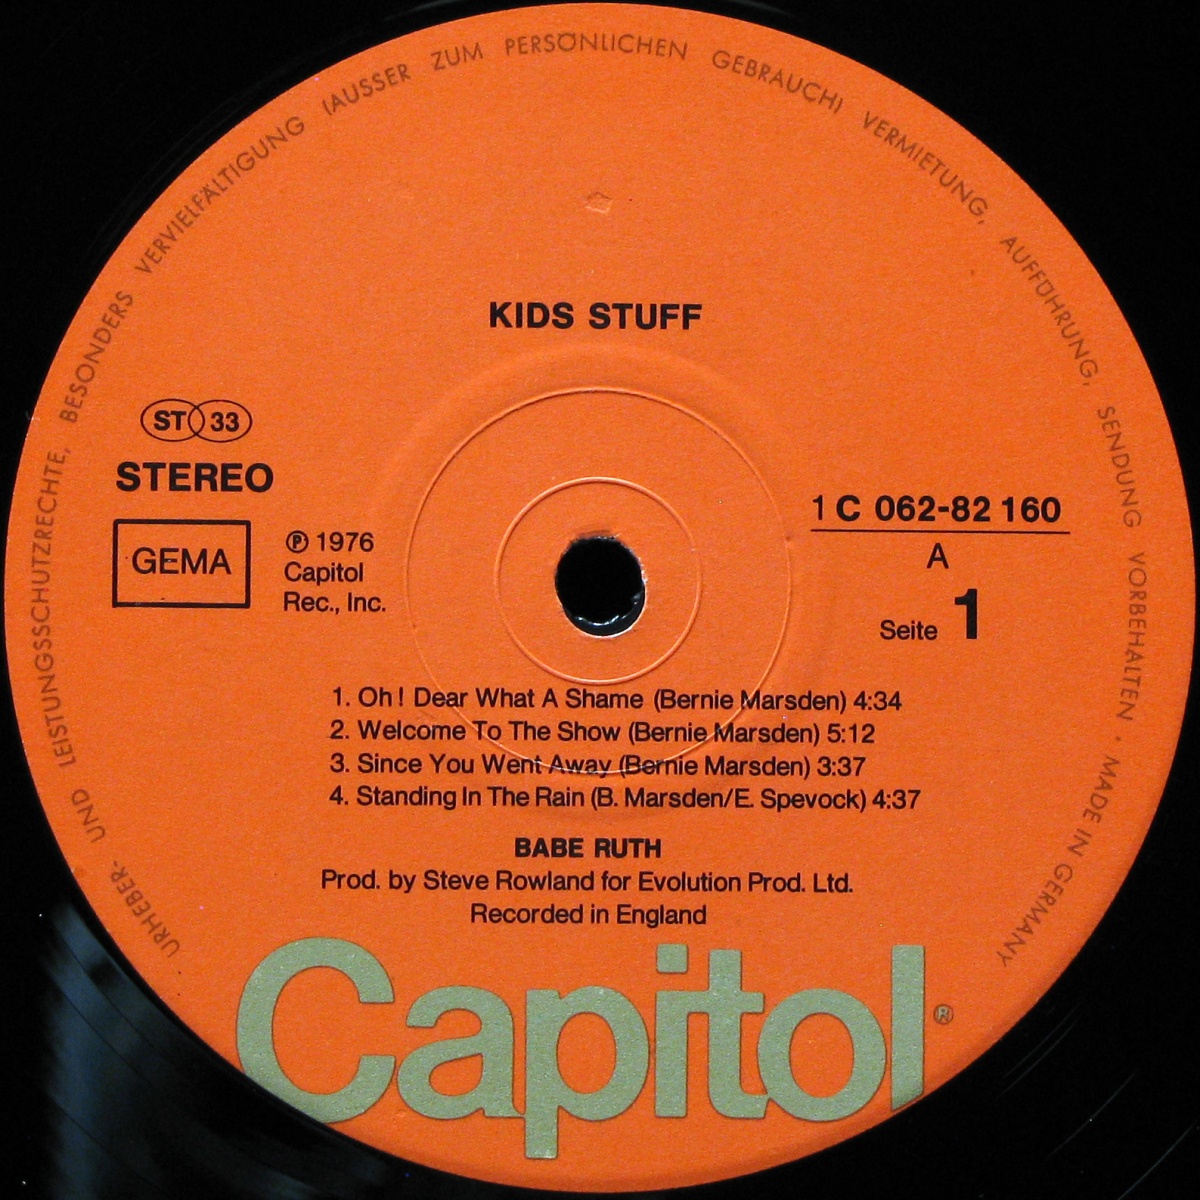 URHEBER- UND LEISTUNGSSCHUTZRECHTE, BESONDERS VERVIELFÄLTIGUNG (AUSSER ZUM PERSÖNLICHEN GEBRAUCH) VERMIETUNG, AUFFÜHRUNG, SENDUNG VORBEHALTEN · MADE IN GERMANY
KIDS STUFF
ST 33
STEREO
GEMA
℗ 1976
Capitol
Rec., Inc.
1 C 062-82 160
A
Seite 1
1. Oh! Dear What A Shame (Bernie Marsden) 4:34
2. Welcome To The Show (Bernie Marsden) 5:12
3. Since You Went Away (Bernie Marsden) 3:37
4. Standing In The Rain (B. Marsden/E. Spevock) 4:37
BABE RUTH
Prod. by Steve Rowland for Evolution Prod. Ltd.
Recorded in England
Capitol®